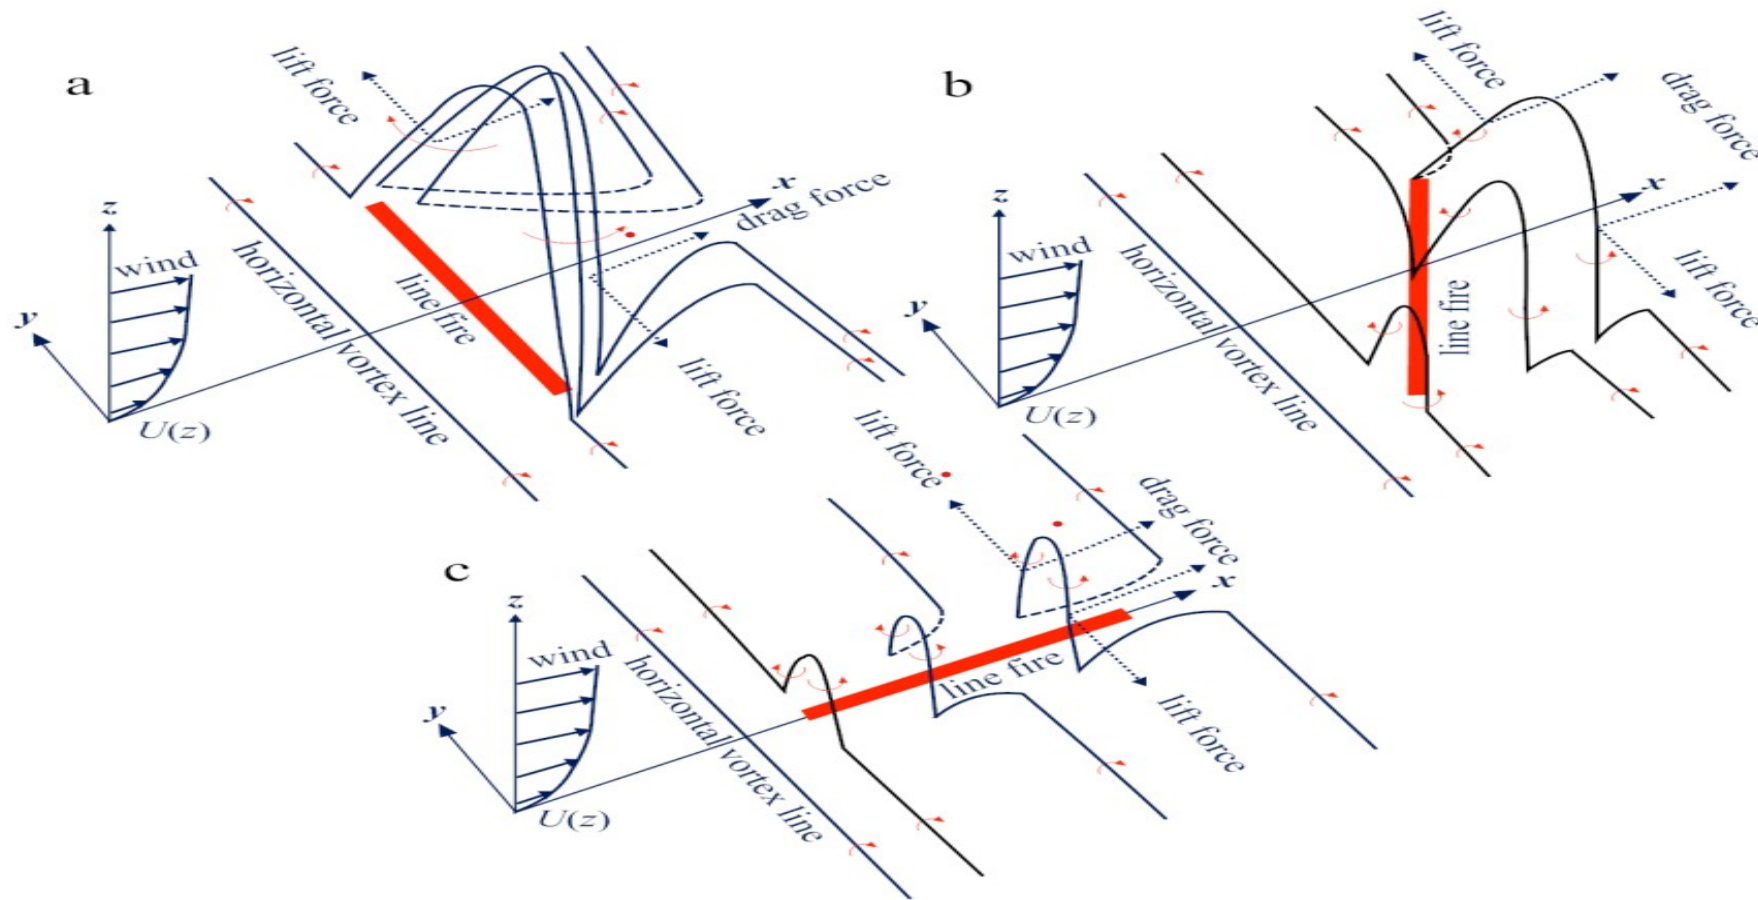 a
lift force
z
wind
y
U(z)
horizontal vortex line
line fire
x
drag force
lift force
b
lift force
drag force
z
wind
y
U(z)
horizontal vortex line
line fire
x
lift force
c
lift force
drag force
z
wind
y
U(z)
horizontal vortex line
line fire
x
lift force